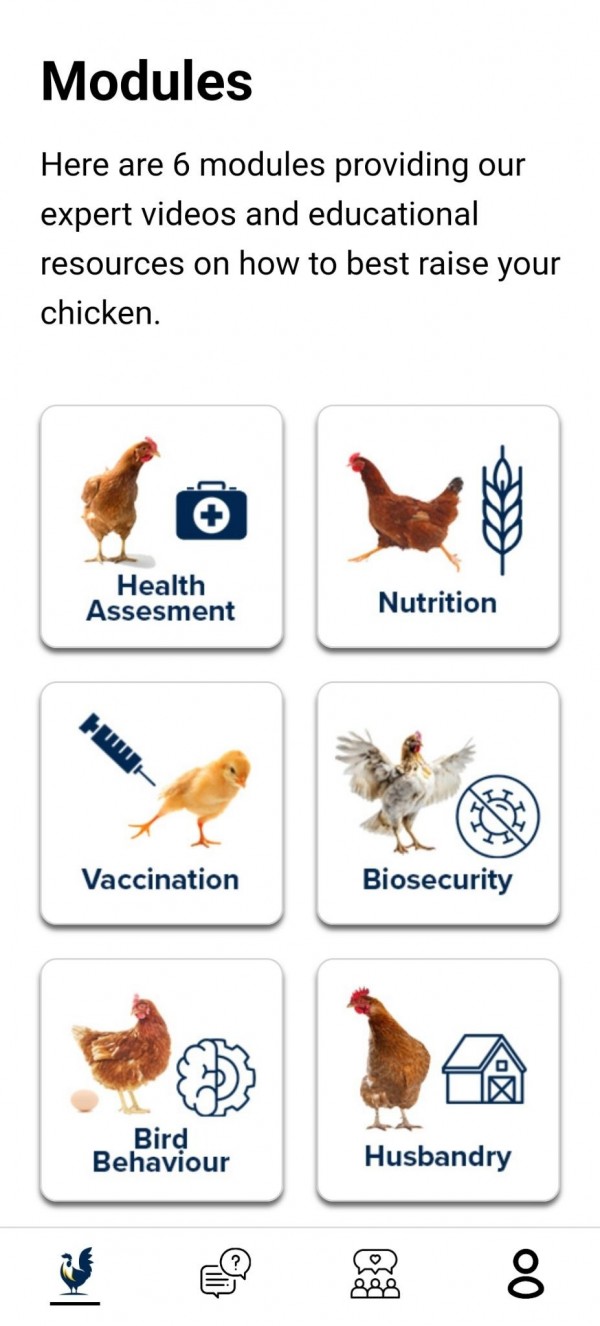 Modules
Here are 6 modules providing our
expert videos and educational
resources on how to best raise your
chicken.
Health
Assesment
Nutrition
Vaccination
Biosecurity
Bird
Behaviour
Husbandry
?